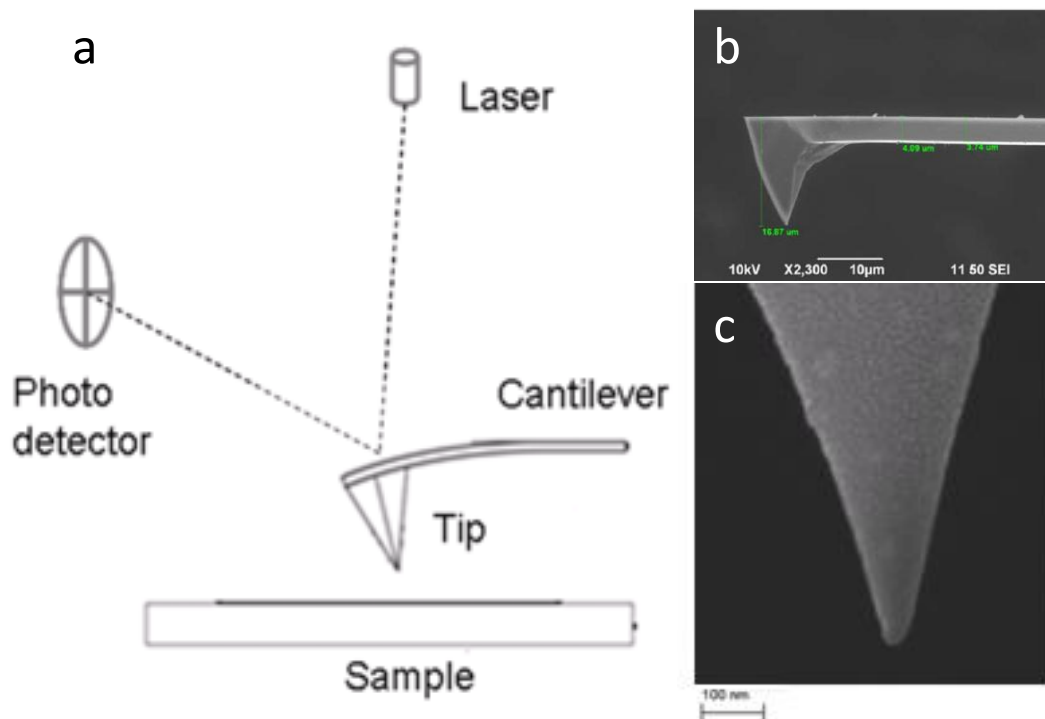 a
Laser
Photo
detector
Cantilever
Tip
Sample
b
4.09 um
3.74 um
16.87 um
10kV X2,300 10µm 11 50 SEI
c
100 nm